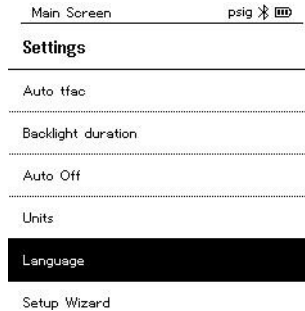 Main Screen psig
Settings
Auto tfac
Backlight duration
Auto Off
Units
Language
Setup Wizard